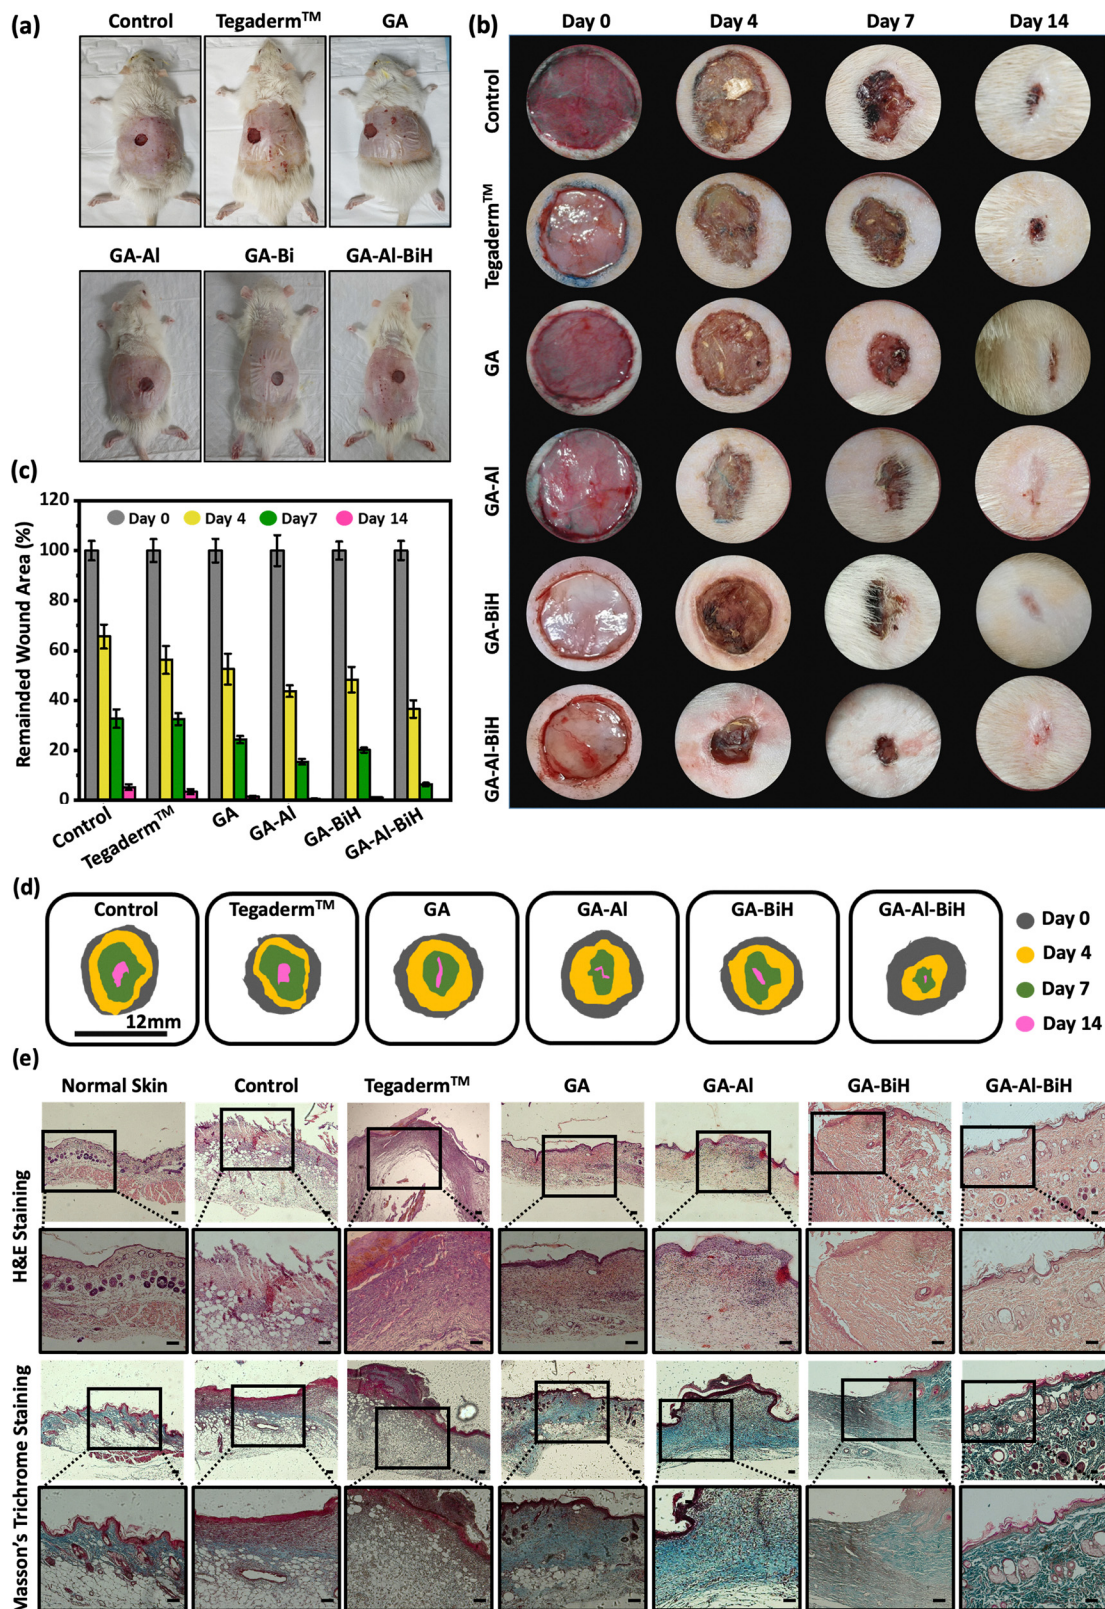 (a)
Control
Tegaderm™
GA
GA-Al
GA-Bi
GA-Al-BiH
(b)
Day 0
Day 4
Day 7
Day 14
Control
Tegaderm™
GA
GA-Al
GA-BiH
GA-Al-BiH
(c)
Remainded Wound Area (%)
120
100
80
60
40
20
0
Day 0
Day 4
Day7
Day 14
Control
Tegaderm™
GA
GA-Al
GA-BiH
GA-Al-BiH
(d)
Control
Tegaderm™
GA
GA-Al
GA-BiH
GA-Al-BiH
12mm
Day 0
Day 4
Day 7
Day 14
(e)
Normal Skin
Control
Tegaderm™
GA
GA-Al
GA-BiH
GA-Al-BiH
H&E Staining
Masson's Trichrome Staining